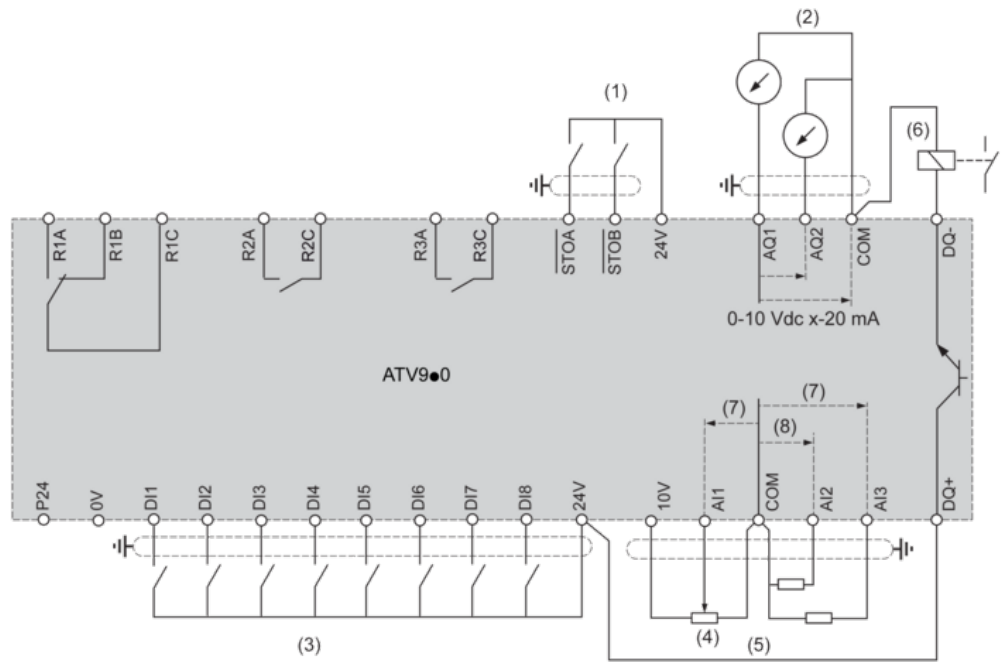 (2)
(1)
(6)
R1A R1B R1C R2A R2C R3A R3C STOA STOB 24V AQ1 AQ2 COM DQ-
0-10 Vdc x-20 mA
ATV9●0
(7)
(7)
(8)
P24 0V DI1 DI2 DI3 DI4 DI5 DI6 DI7 DI8 24V 10V AI1 COM AI2 AI3 DQ+
(3)
(4)
(5)